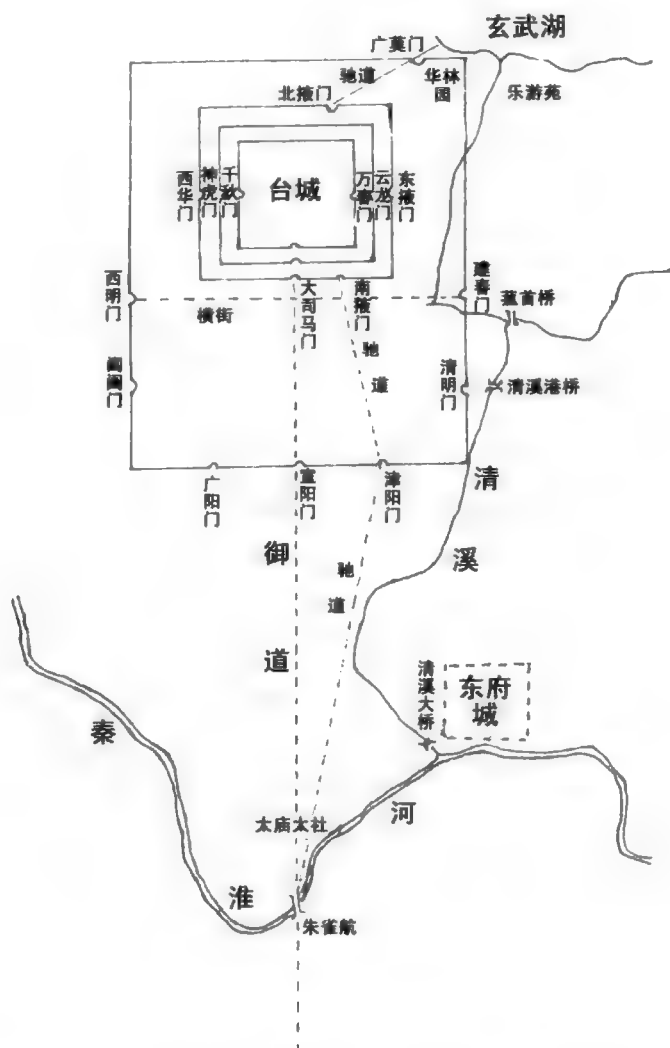 玄武湖
广莫门
驰道
华林
园
乐游苑
北掖门
西华门
神虎门
千秋门
台城
万春门
云龙门
东掖门
西明门
横街
大司马门
南掖门
建春门
菰首桥
驰道
阊阖门
清明门
清溪港桥
广阳门
宣阳门
津阳门
清溪
御道
驰道
清溪大桥
东府
城
秦淮河
太庙太社
朱雀航